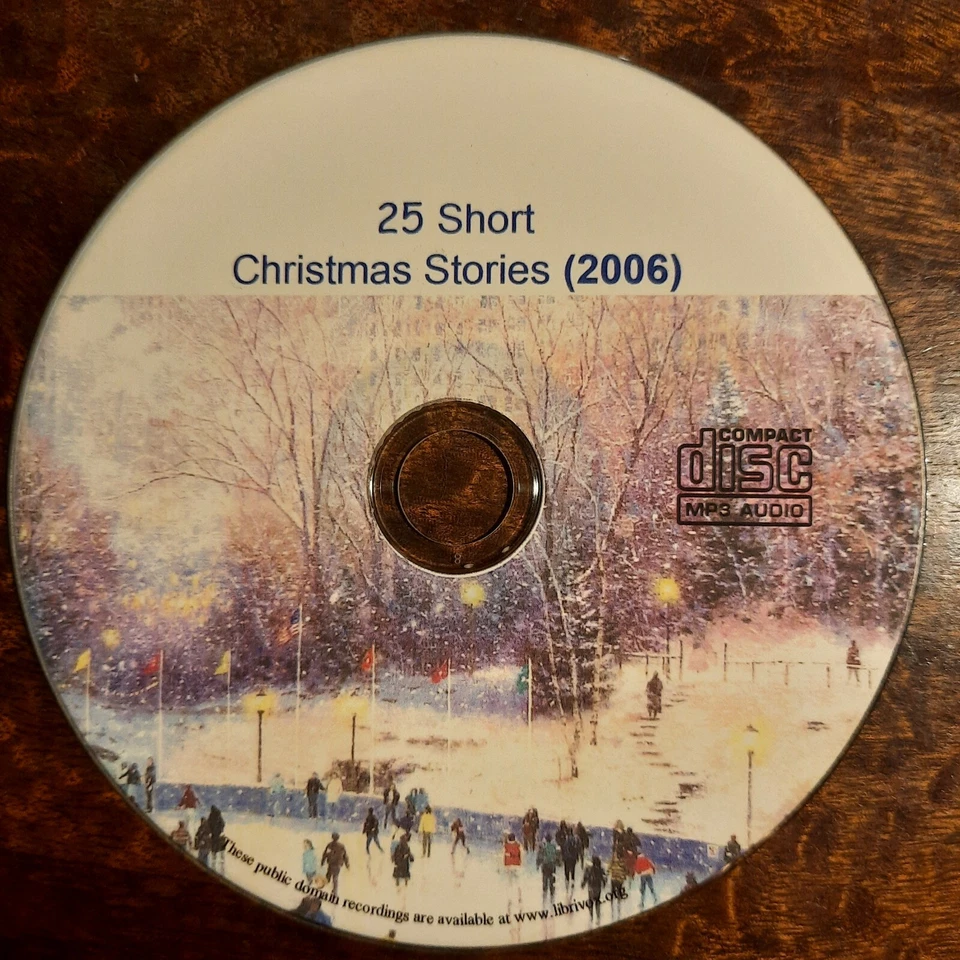 25 Short
Christmas Stories (2006)
COMPACT
disc
MP3 AUDIO
These public domain recordings are available at www.librivox.org